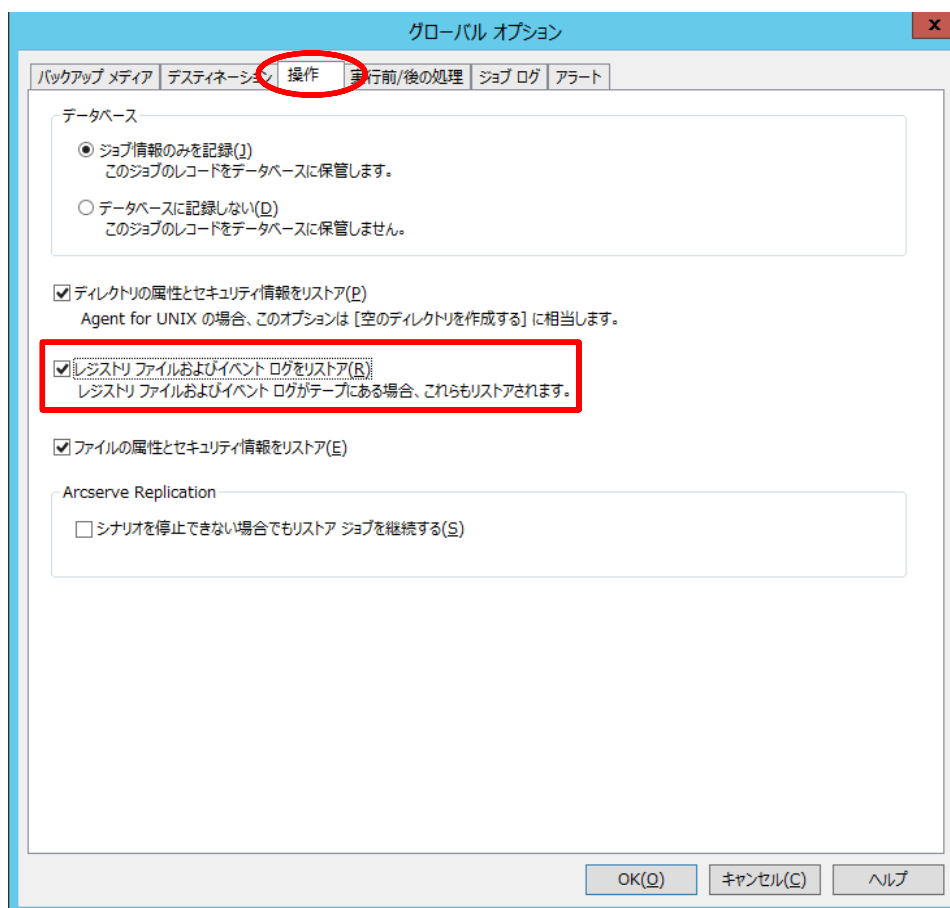 グローバル オプション
x
バックアップ メディア デスティネーション 操作 実行前/後の処理 ジョブ ログ アラート
データベース
ジョブ情報のみを記録(J)
このジョブのレコードをデータベースに保管します。
データベースに記録しない(D)
このジョブのレコードをデータベースに保管しません。
ディレクトリの属性とセキュリティ情報をリストア(P)
Agent for UNIX の場合、このオプションは [空のディレクトリを作成する] に相当します。
レジストリ ファイルおよびイベント ログをリストア(R)
レジストリ ファイルおよびイベント ログがテープにある場合、これらもリストアされます。
ファイルの属性とセキュリティ情報をリストア(E)
Arcserve Replication
シナリオを停止できない場合でもリストア ジョブを継続する(S)
OK(O) キャンセル(C) ヘルプ